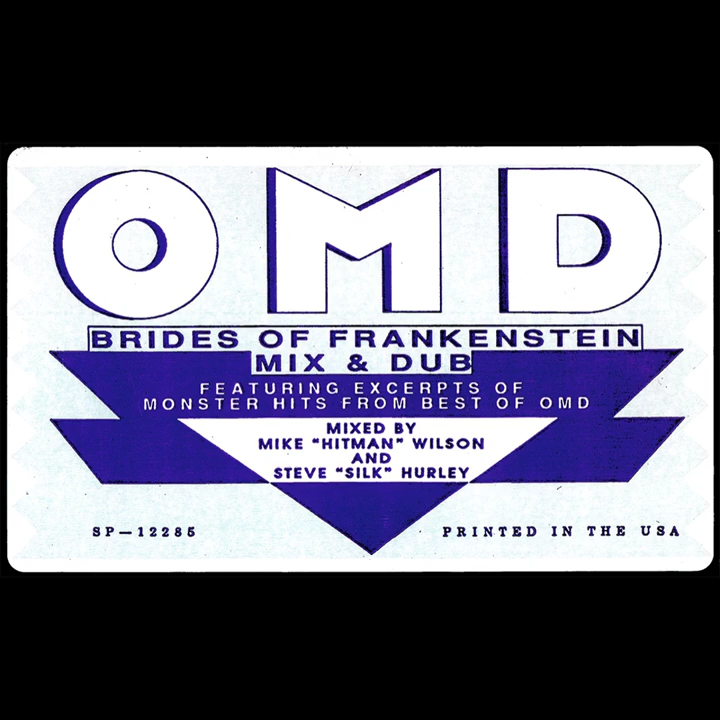 OMD
BRIDES OF FRANKENSTEIN
MIX & DUB
FEATURING EXCERPTS OF
MONSTER HITS FROM BEST OF OMD
MIXED BY
MIKE "HITMAN" WILSON
AND
STEVE "SILK" HURLEY
SP—12285 PRINTED IN THE USA